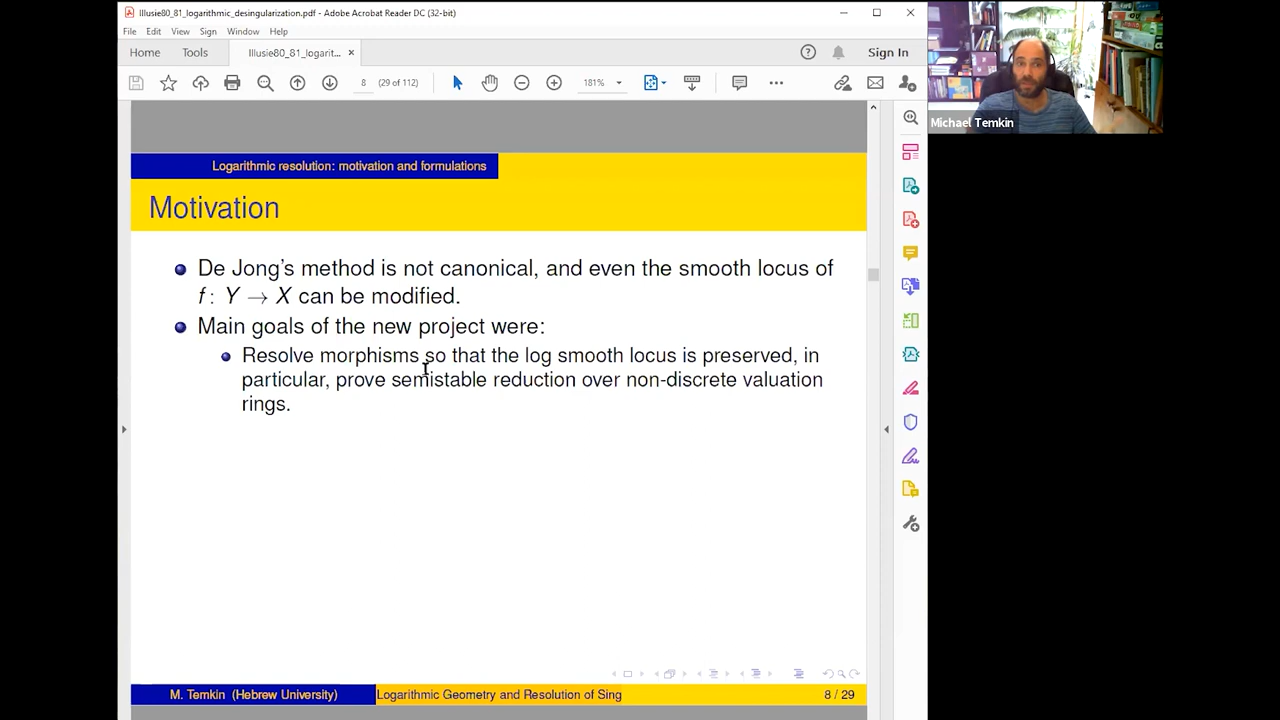 Illusie80_81_logarithmic_desingularization.pdf - Adobe Acrobat Reader DC (32-bit)
File Edit View Sign Window Help
Home Tools Illusie80_81_logarit... × Sign In
8 (29 of 112) 181%
Michael Temkin
Logarithmic resolution: motivation and formulations
Motivation
De Jong's method is not canonical, and even the smooth locus of
f: Y → X can be modified.
Main goals of the new project were:
Resolve morphisms so that the log smooth locus is preserved, in
particular, prove semistable reduction over non-discrete valuation
rings.
M. Temkin (Hebrew University) Logarithmic Geometry and Resolution of Sing 8 / 29